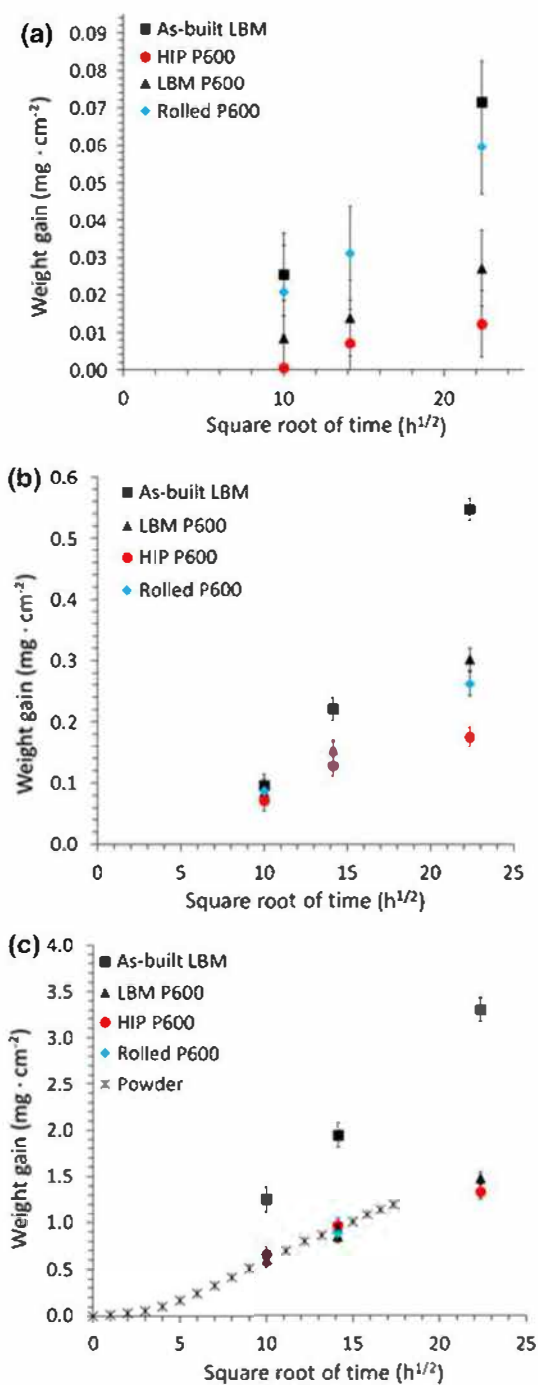 (a)
0.09
0.08
0.07
0.06
0.05
0.04
0.03
0.02
0.01
0.00
Weight gain (mg · cm⁻²)
As-built LBM
HIP P600
LBM P600
Rolled P600
0 10 20
Square root of time (h¹ᐟ²)
(b)
0.6
0.5
0.4
0.3
0.2
0.1
0.0
Weight gain (mg · cm⁻²)
As-built LBM
LBM P600
HIP P600
Rolled P600
0 5 10 15 20 25
Square root of time (h¹ᐟ²)
(c)
4.0
3.5
3.0
2.5
2.0
1.5
1.0
0.5
0.0
Weight gain (mg · cm⁻²)
As-built LBM
LBM P600
HIP P600
Rolled P600
Powder
0 5 10 15 20 25
Square root of time (h¹ᐟ²)